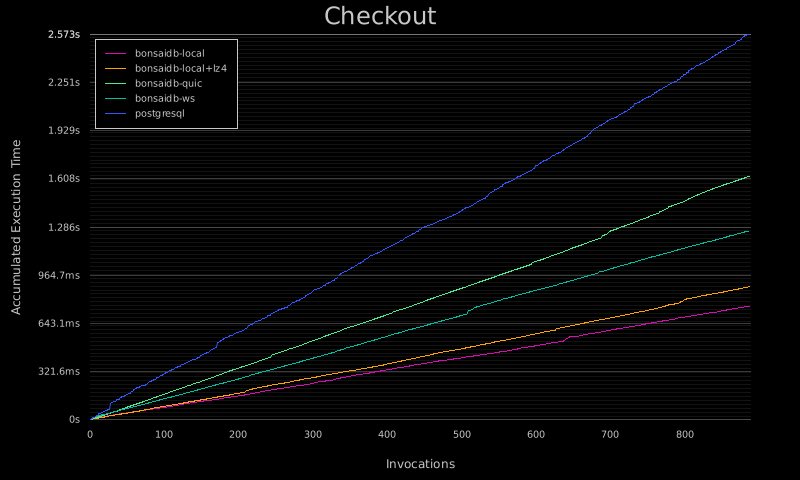 Checkout
2.573s
bonsaidb-local
bonsaidb-local+lz4
2.251s
bonsaidb-quic
bonsaidb-ws
postgresql
1.929s
1.608s
1.286s
964.7ms
643.1ms
321.6ms
0s
Accumulated Execution Time
0 100 200 300 400 500 600 700 800
Invocations